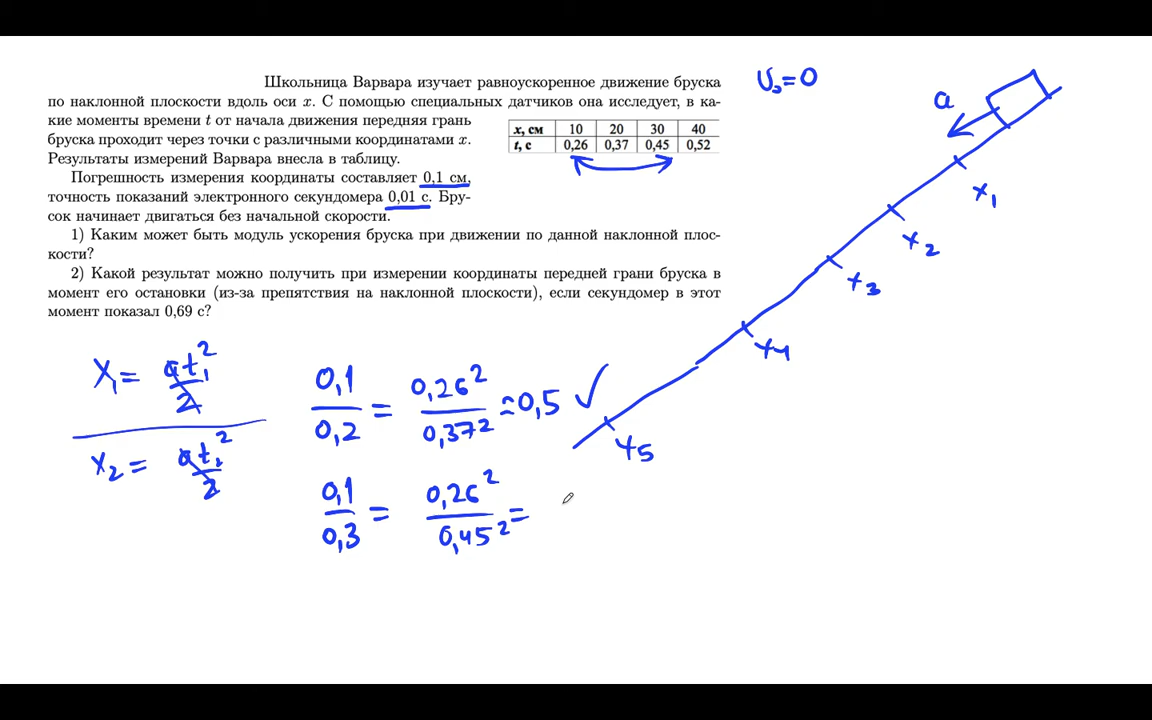 Школьница Варвара изучает равноускоренное движение бруска
по наклонной плоскости вдоль оси x. С помощью специальных датчиков она исследует, в ка-
кие моменты времени t от начала движения передняя грань
бруска проходит через точки с различными координатами x.
Результаты измерений Варвара внесла в таблицу.
x, см 10 20 30 40
t, с 0,26 0,37 0,45 0,52
Погрешность измерения координаты составляет 0,1 см,
точность показаний электронного секундомера 0,01 с. Бру-
сок начинает двигаться без начальной скорости.
1) Каким может быть модуль ускорения бруска при движении по данной наклонной плос-
кости?
2) Какой результат можно получить при измерении координаты передней грани бруска в
момент его остановки (из-за препятствия на наклонной плоскости), если секундомер в этот
момент показал 0,69 с?
υ₀=0
a
x₁
x₂
x₃
x₄
x₅
x₁ = at₁²/2
x₂ = at₂²/2
0,1/0,2 = 0,26²/0,37² ≈0,5 ✓
0,1/0,3 = 0,26²/0,45² =